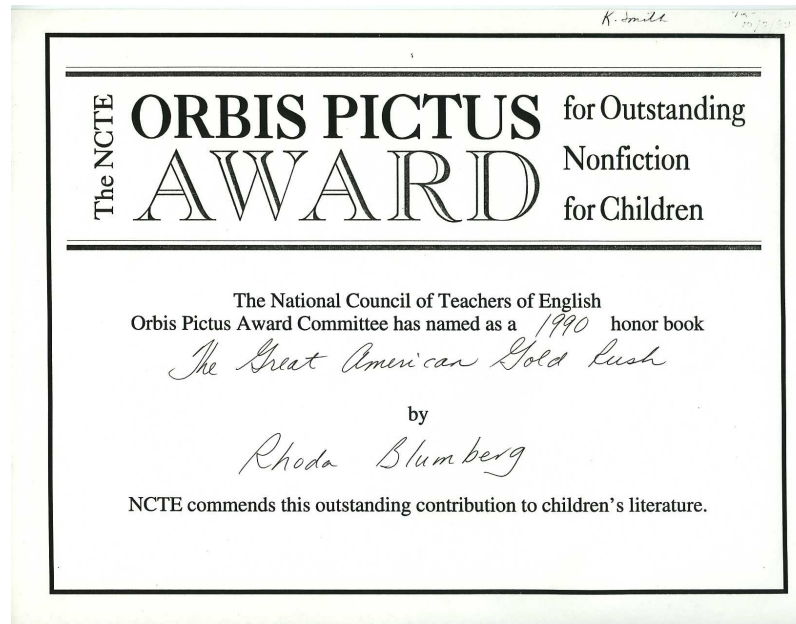 K. Smith
The NCTE
ORBIS PICTUS
AWARD
for Outstanding
Nonfiction
for Children
The National Council of Teachers of English
Orbis Pictus Award Committee has named as a 1990 honor book
The Great American Gold Rush
by
Rhoda Blumberg
NCTE commends this outstanding contribution to children's literature.